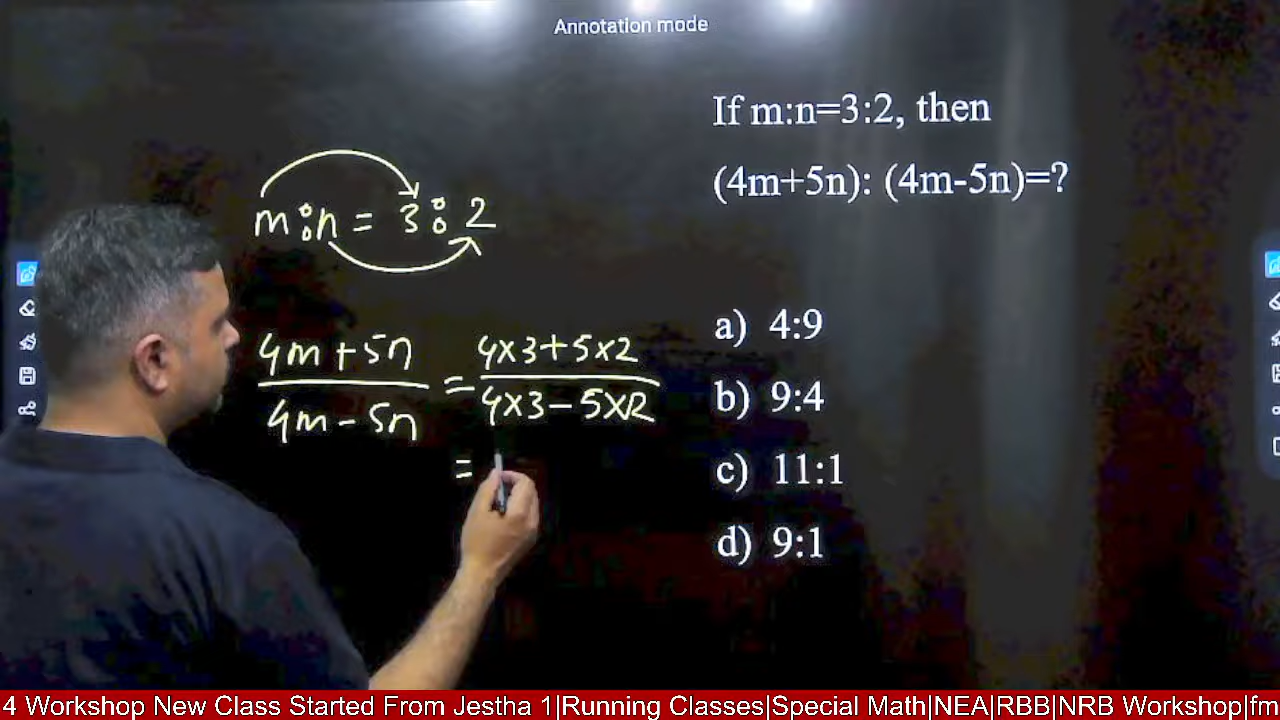 Annotation mode
If m:n=3:2, then
(4m+5n): (4m-5n)=?
m:n = 3:2
4m+5n / 4m-5n = 4x3+5x2 / 4x3-5x2
=
a) 4:9
b) 9:4
c) 11:1
d) 9:1
4 Workshop New Class Started From Jestha 1|Running Classes|Special Math|NEA|RBB|NRB Workshop|fm